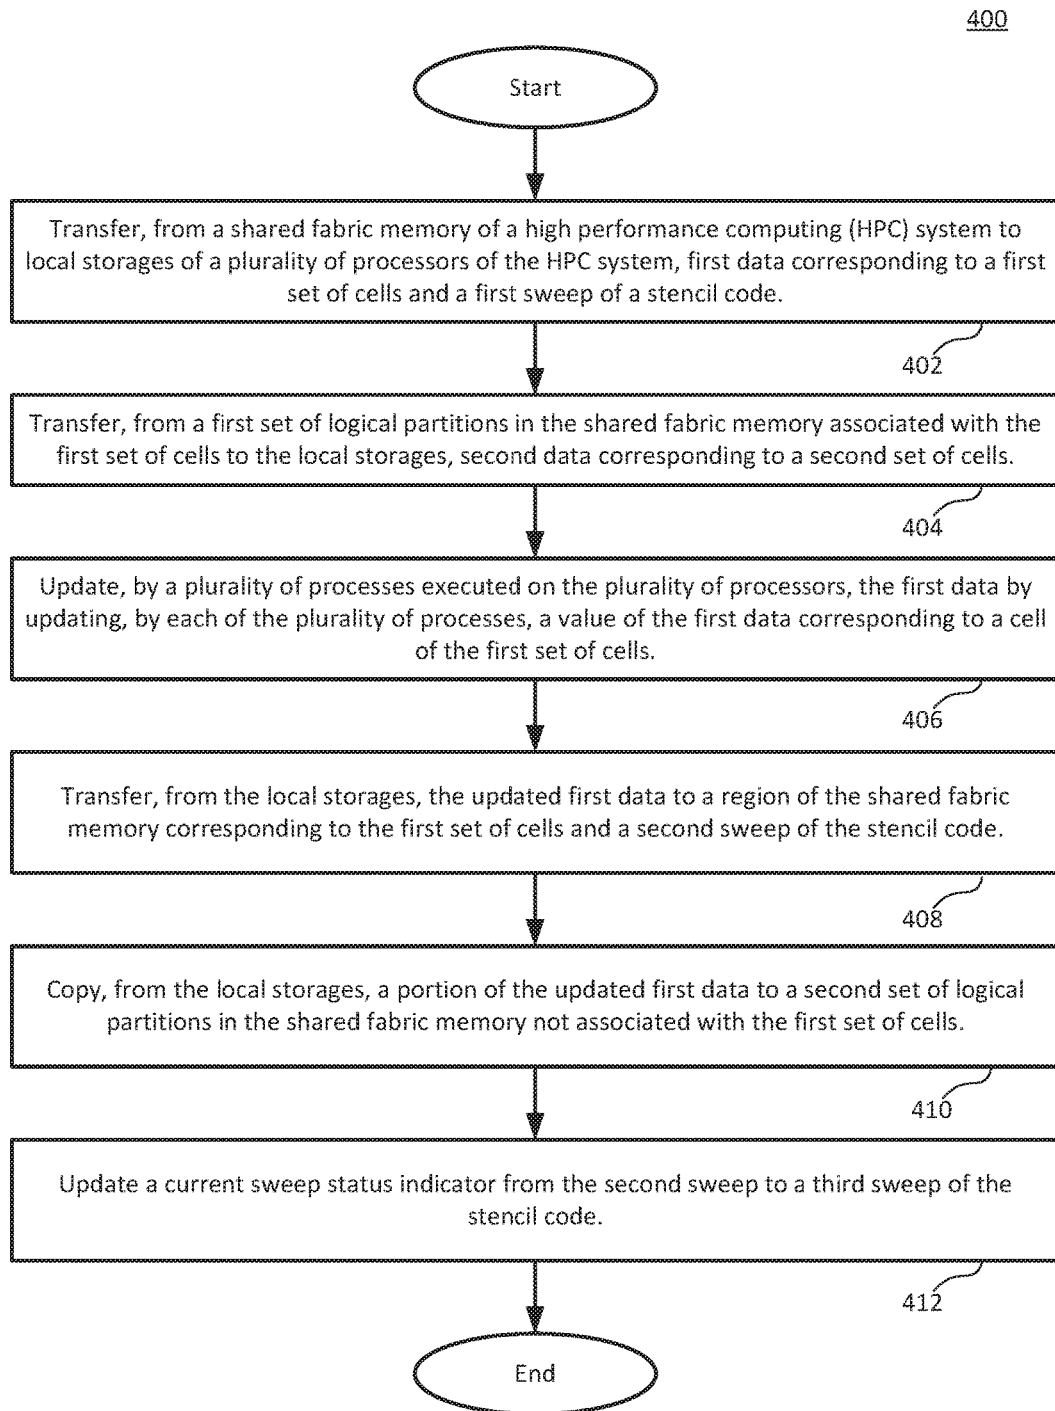 400
Start
Transfer, from a shared fabric memory of a high performance computing (HPC) system to
local storages of a plurality of processors of the HPC system, first data corresponding to a first
set of cells and a first sweep of a stencil code.
402
Transfer, from a first set of logical partitions in the shared fabric memory associated with the
first set of cells to the local storages, second data corresponding to a second set of cells.
404
Update, by a plurality of processes executed on the plurality of processors, the first data by
updating, by each of the plurality of processes, a value of the first data corresponding to a cell
of the first set of cells.
406
Transfer, from the local storages, the updated first data to a region of the shared fabric
memory corresponding to the first set of cells and a second sweep of the stencil code.
408
Copy, from the local storages, a portion of the updated first data to a second set of logical
partitions in the shared fabric memory not associated with the first set of cells.
410
Update a current sweep status indicator from the second sweep to a third sweep of the
stencil code.
412
End